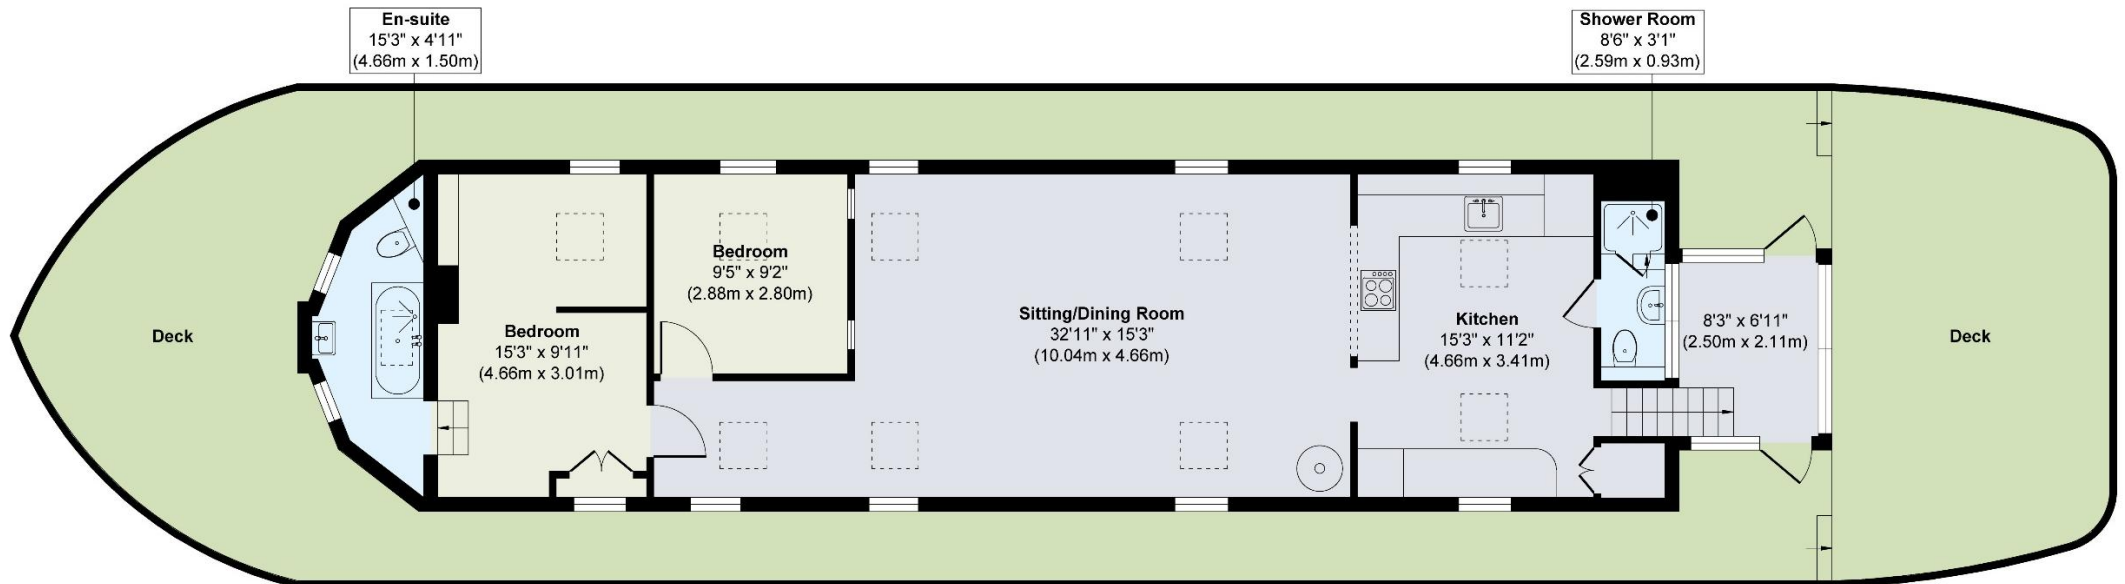 En-suite
15'3" x 4'11"
(4.66m x 1.50m)
Shower Room
8'6" x 3'1"
(2.59m x 0.93m)
Deck
Bedroom
15'3" x 9'11"
(4.66m x 3.01m)
Bedroom
9'5" x 9'2"
(2.88m x 2.80m)
Sitting/Dining Room
32'11" x 15'3"
(10.04m x 4.66m)
Kitchen
15'3" x 11'2"
(4.66m x 3.41m)
8'3" x 6'11"
(2.50m x 2.11m)
Deck